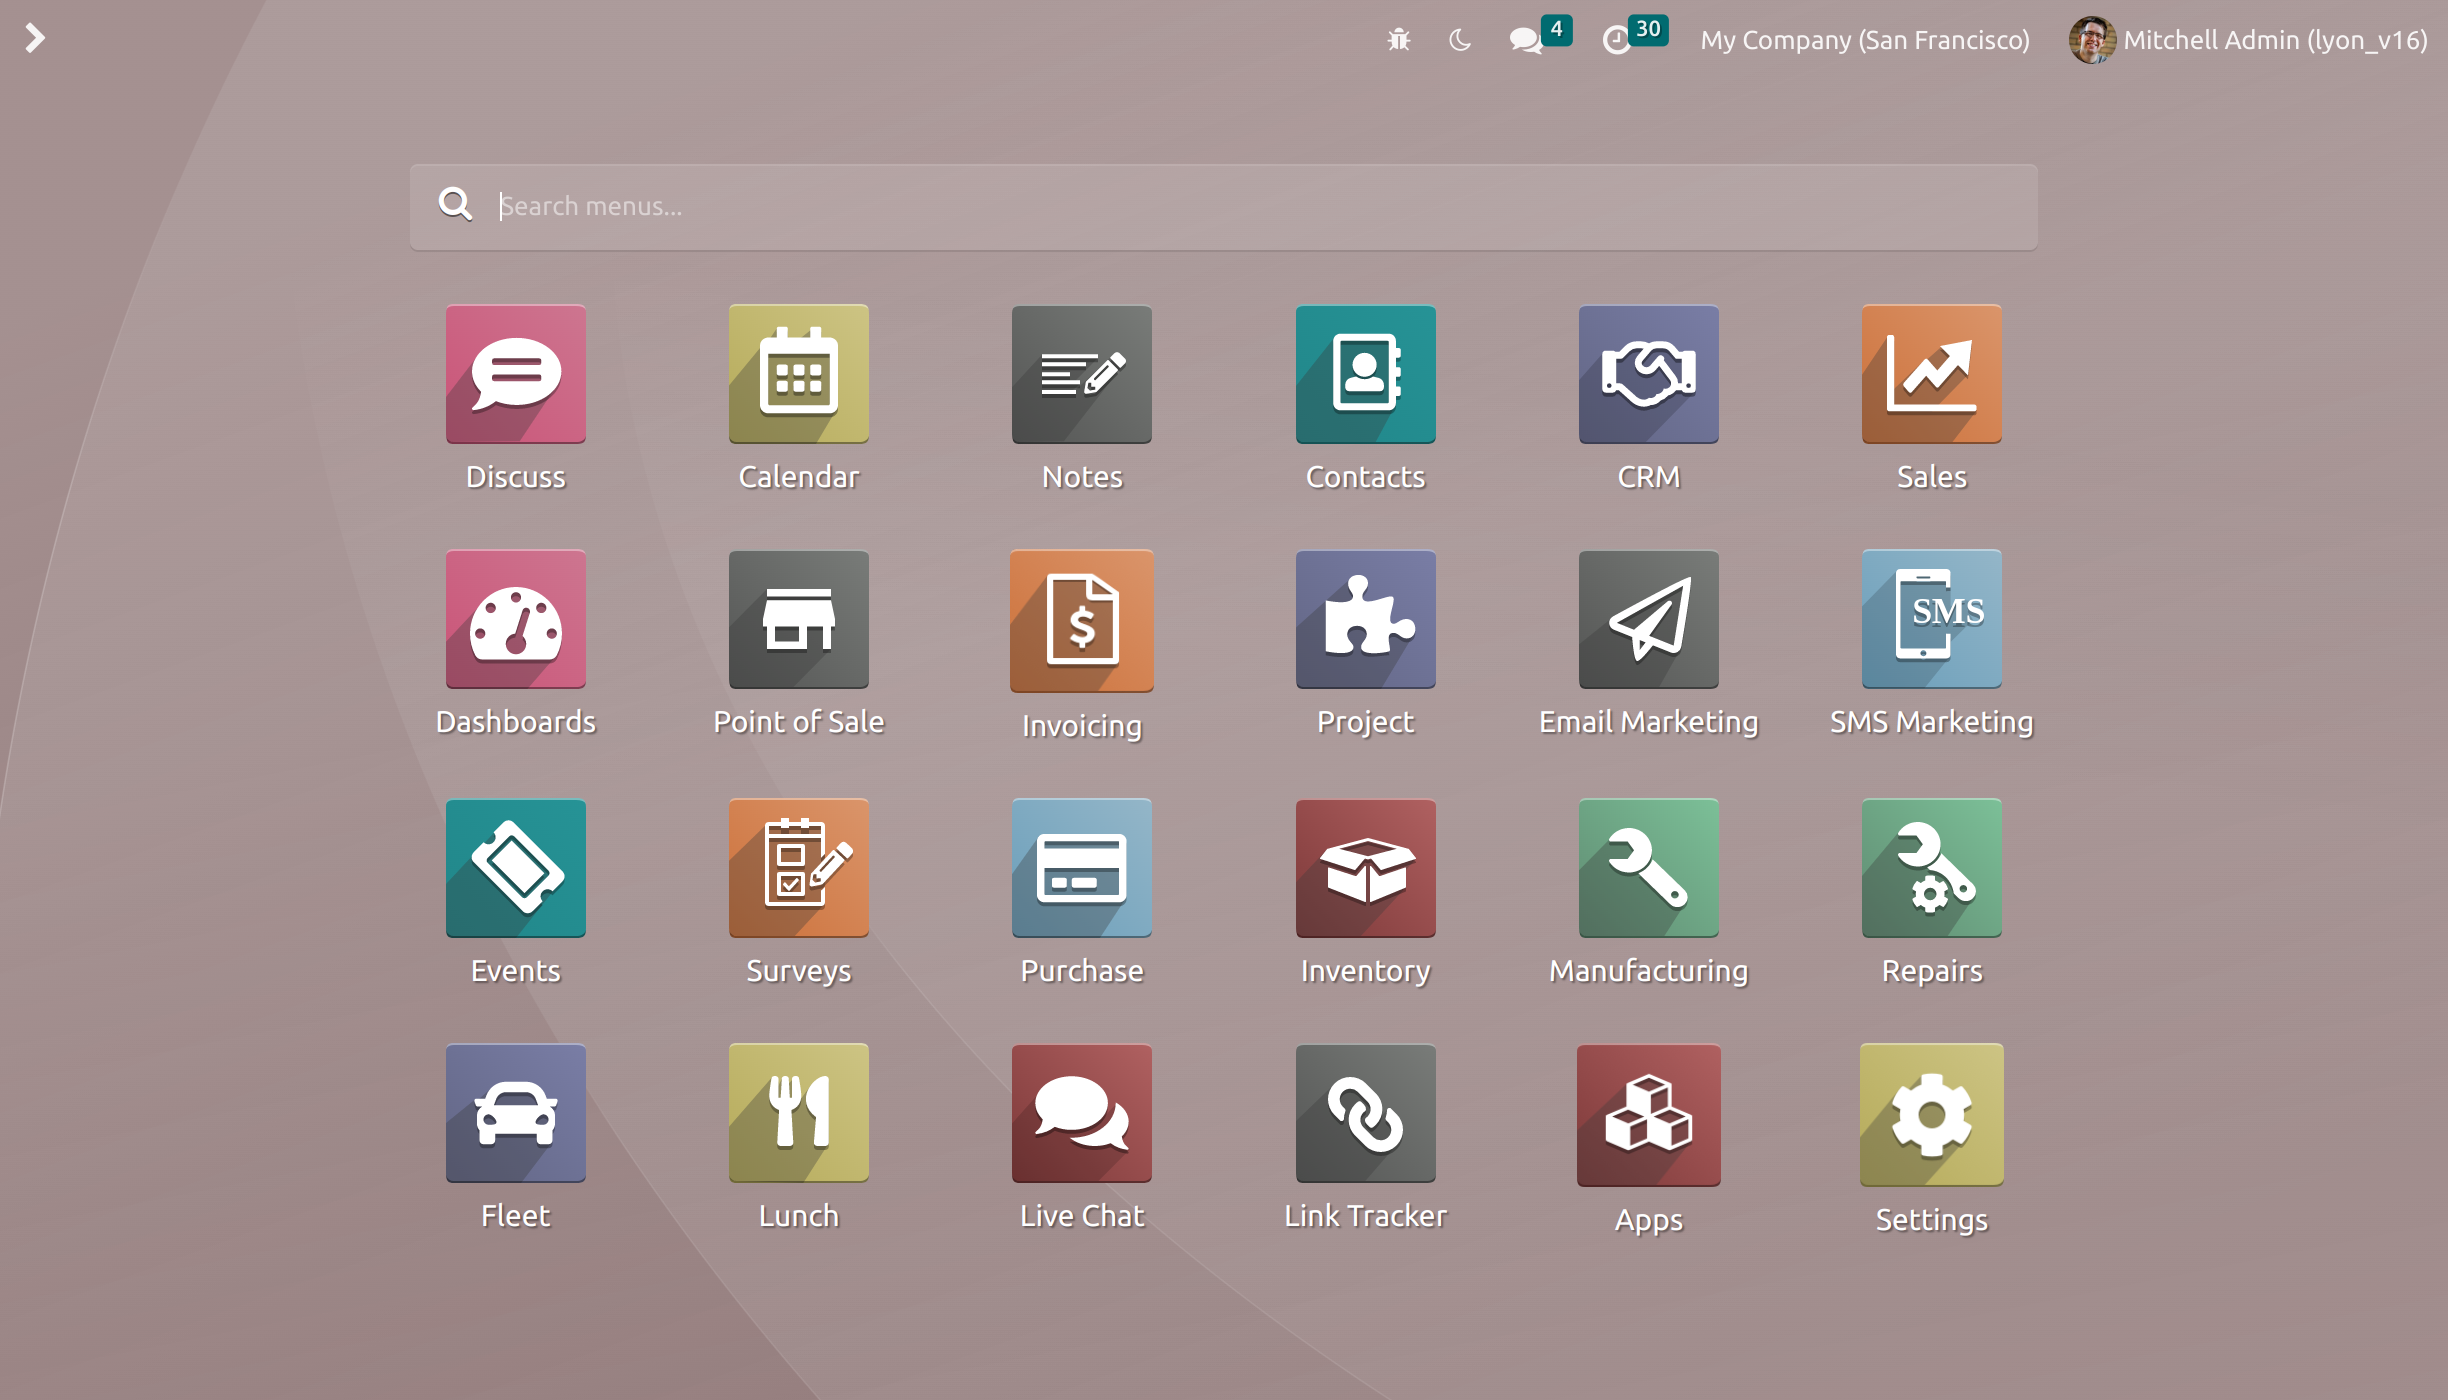 4 30 My Company (San Francisco) Mitchell Admin (lyon_v16)
Search menus...
Discuss Calendar Notes Contacts CRM Sales
SMS
Dashboards Point of Sale Invoicing Project Email Marketing SMS Marketing
Events Surveys Purchase Inventory Manufacturing Repairs
Fleet Lunch Live Chat Link Tracker Apps Settings